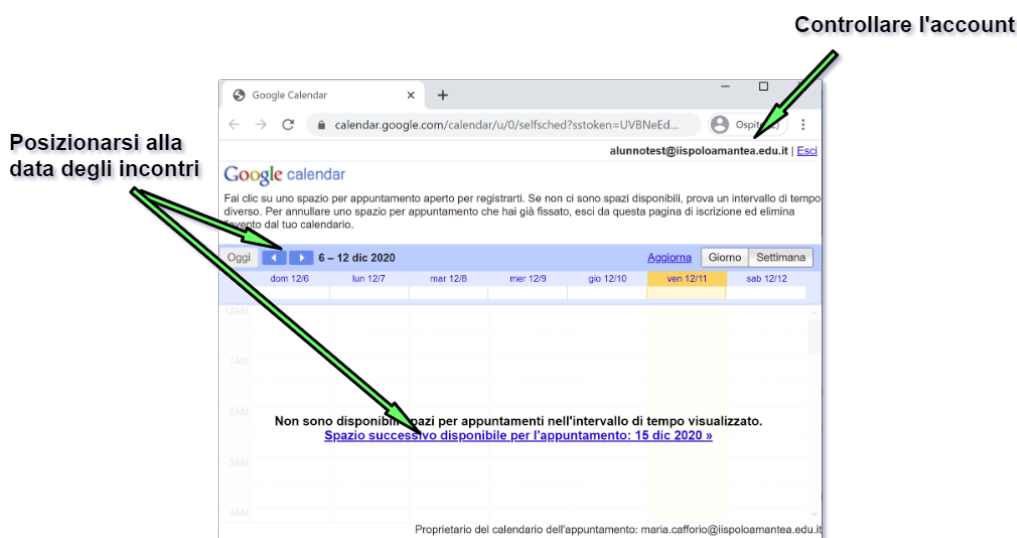 Controllare l'account
Posizionarsi alla
data degli incontri
Google Calendar
calendar.google.com/calendar/u/0/selfsched?sstoken=UVBNeEd...
alunnotest@iispoloamantea.edu.it | Esci
Google calendar
Fai clic su uno spazio per appuntamento aperto per registrarti. Se non ci sono spazi disponibili, prova un intervallo di tempo
diverso. Per annullare uno spazio per appuntamento che hai già fissato, esci da questa pagina di iscrizione ed elimina
l'evento dal tuo calendario.
Oggi 6 – 12 dic 2020 Aggiorna Giorno Settimana
dom 12/6 lun 12/7 mar 12/8 mer 12/9 gio 12/10 ven 12/11 sab 12/12
12AM
1AM
2AM
Non sono disponibili spazi per appuntamenti nell'intervallo di tempo visualizzato.
Spazio successivo disponibile per l'appuntamento: 15 dic 2020 »
3AM
4AM
Proprietario del calendario dell'appuntamento: maria.cafforio@iispoloamantea.edu.it